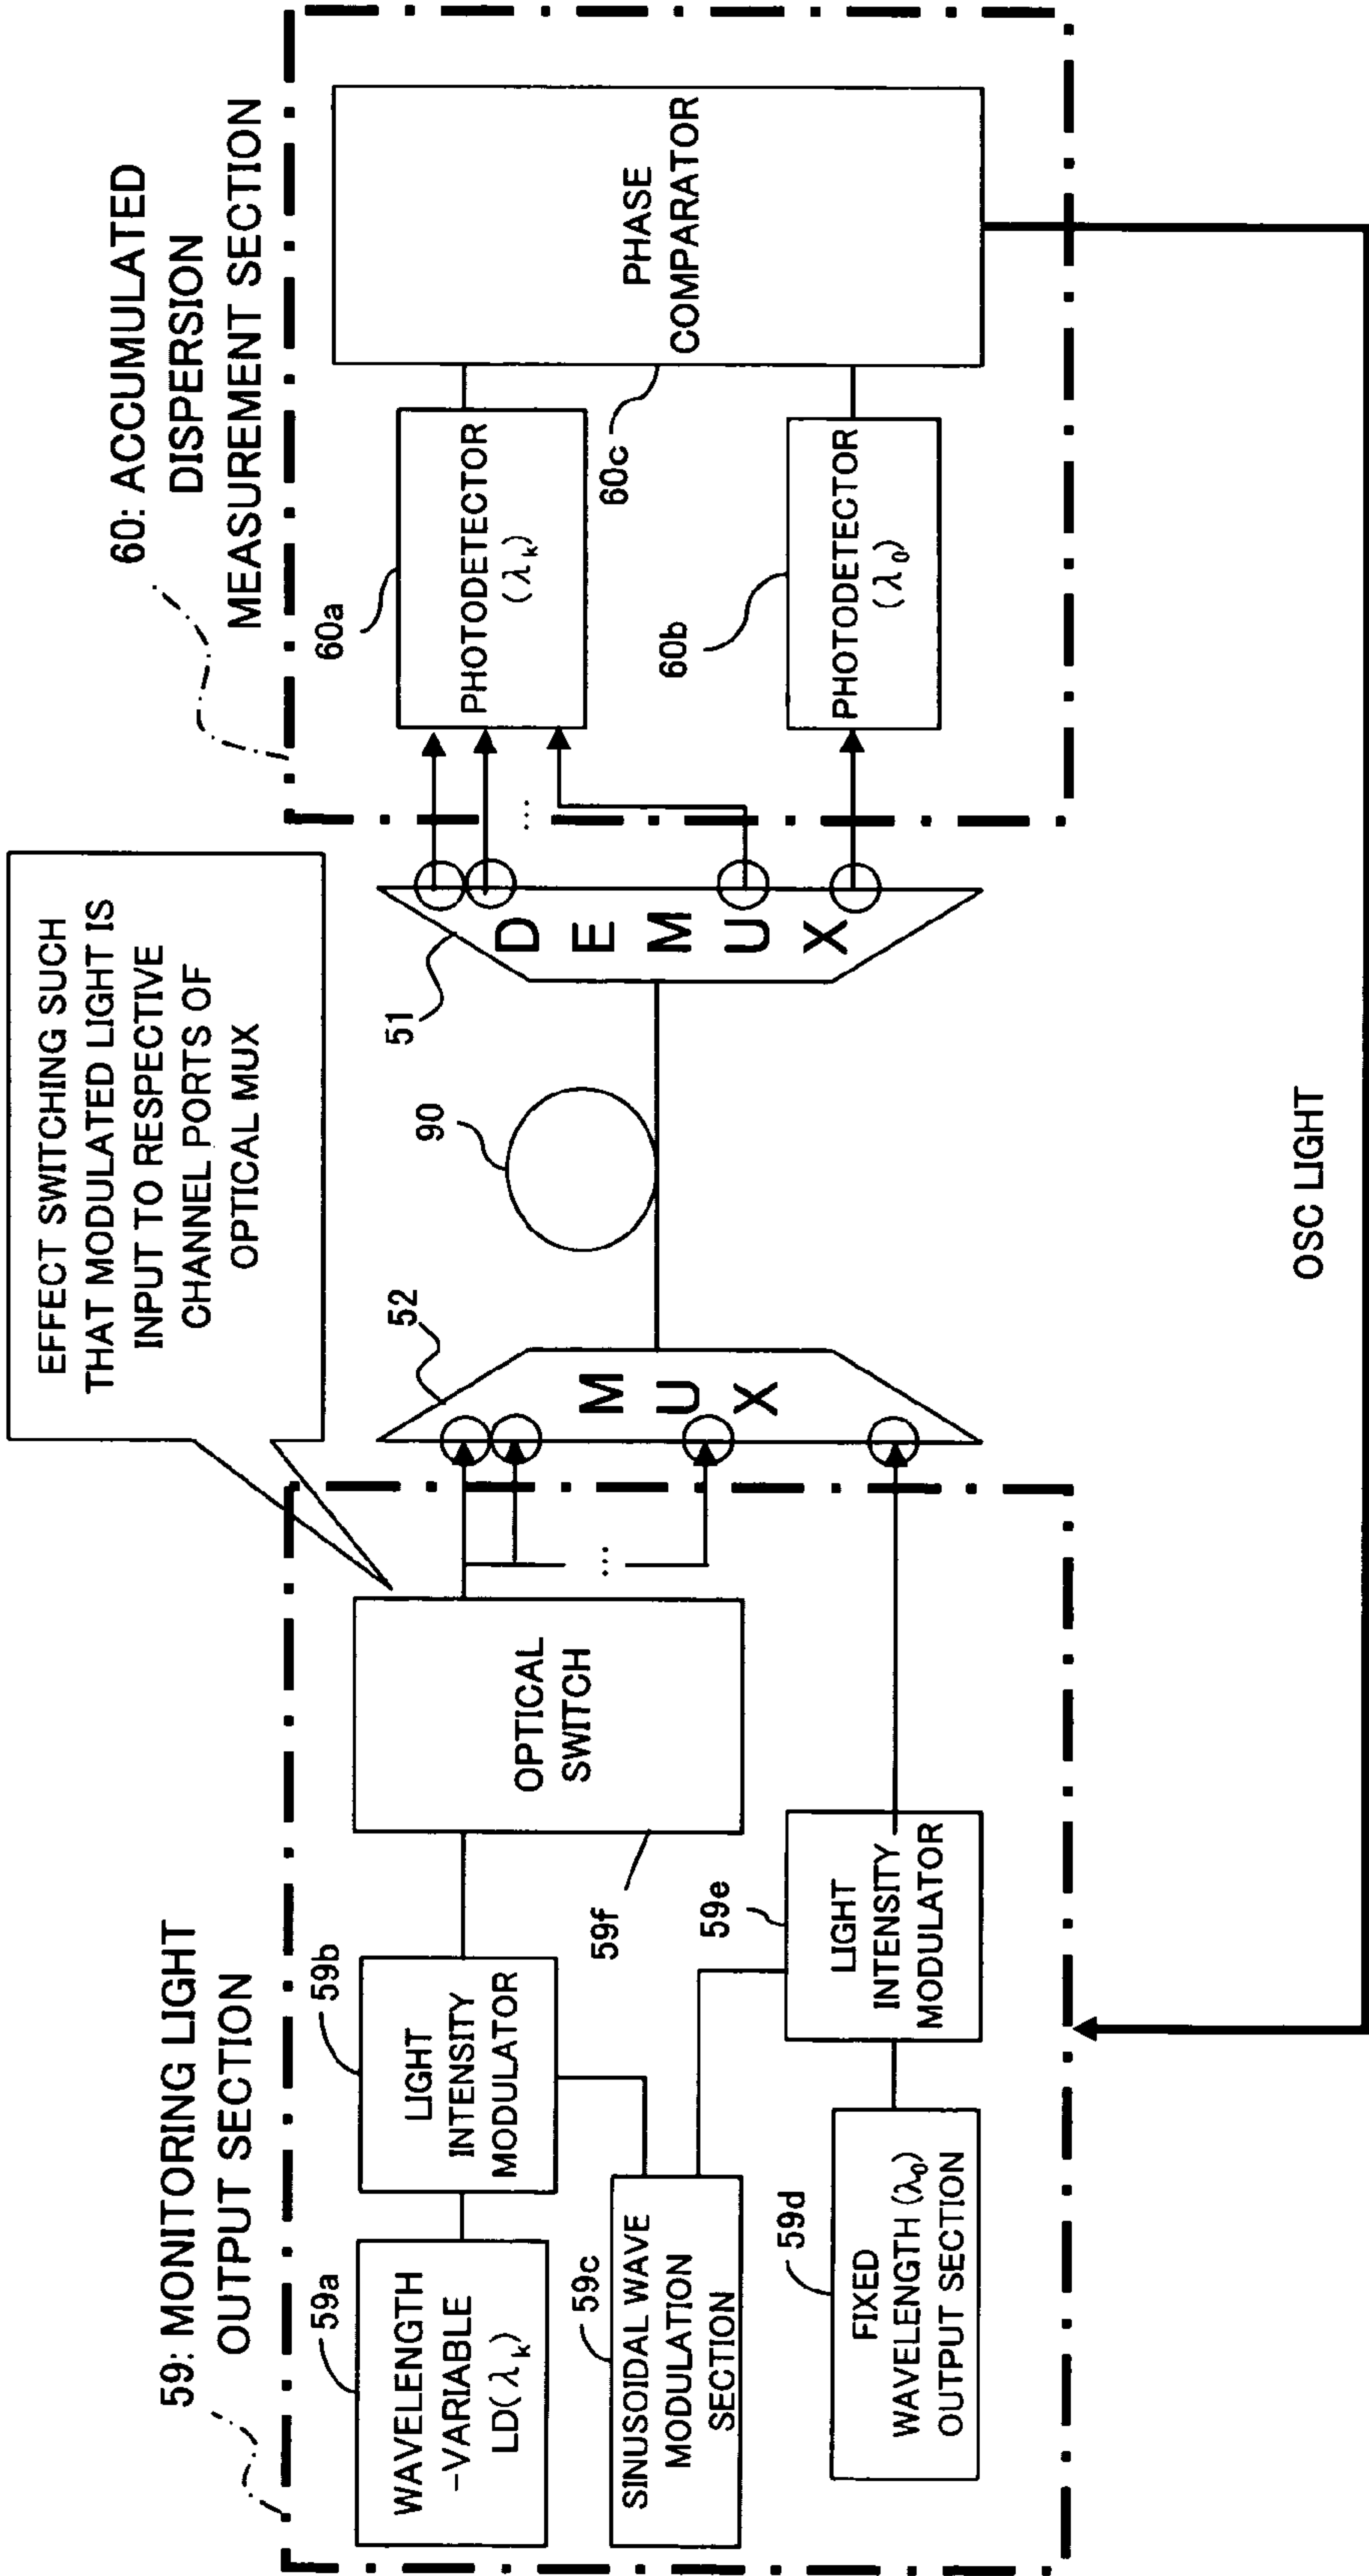 EFFECT SWITCHING SUCH
THAT MODULATED LIGHT IS
INPUT TO RESPECTIVE
CHANNEL PORTS OF
OPTICAL MUX
59: MONITORING LIGHT
OUTPUT SECTION
59a
WAVELENGTH
-VARIABLE
LD(λk)
59b
LIGHT
INTENSITY
MODULATOR
59f
OPTICAL
SWITCH
59c
SINUSOIDAL WAVE
MODULATION
SECTION
59d
FIXED
WAVELENGTH(λ0)
OUTPUT SECTION
59e
LIGHT
INTENSITY
MODULATOR
...
52
MUX
90
51
DEMUX
...
60: ACCUMULATED
DISPERSION
MEASUREMENT SECTION
60a
PHOTODETECTOR
(λk)
60b
PHOTODETECTOR
(λ0)
60c
PHASE
COMPARATOR
OSC LIGHT